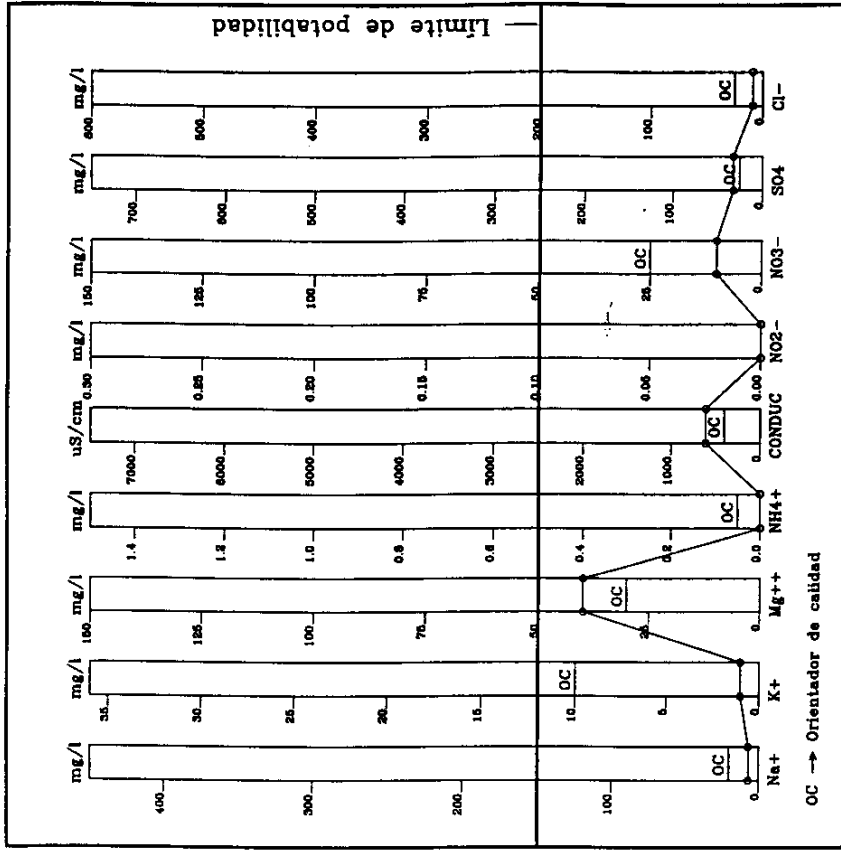 Límite de potabilidad
mg/l
400.
300.
200.
100.
0.
OC
Na+
mg/l
35.
30.
25.
20.
15.
10.
5.
0.
OC
K+
mg/l
150.
125.
100.
75.
50.
25.
0.
OC
Mg++
mg/l
1.4
1.2
1.0
0.8
0.6
0.4
0.2
0.0
OC
NH4+
uS/cm
7000.
6000.
5000.
4000.
3000.
2000.
1000.
0.
OC
CONDUC
mg/l
0.30
0.25
0.20
0.15
0.10
0.05
0.00
NO2-
mg/l
150.
125.
100.
75.
50.
25.
0.
OC
NO3-
mg/l
700.
600.
500.
400.
300.
200.
100.
0.
OC
SO4
mg/l
600.
500.
400.
300.
200.
100.
0.
OC
Cl-
OC → Orientador de calidad